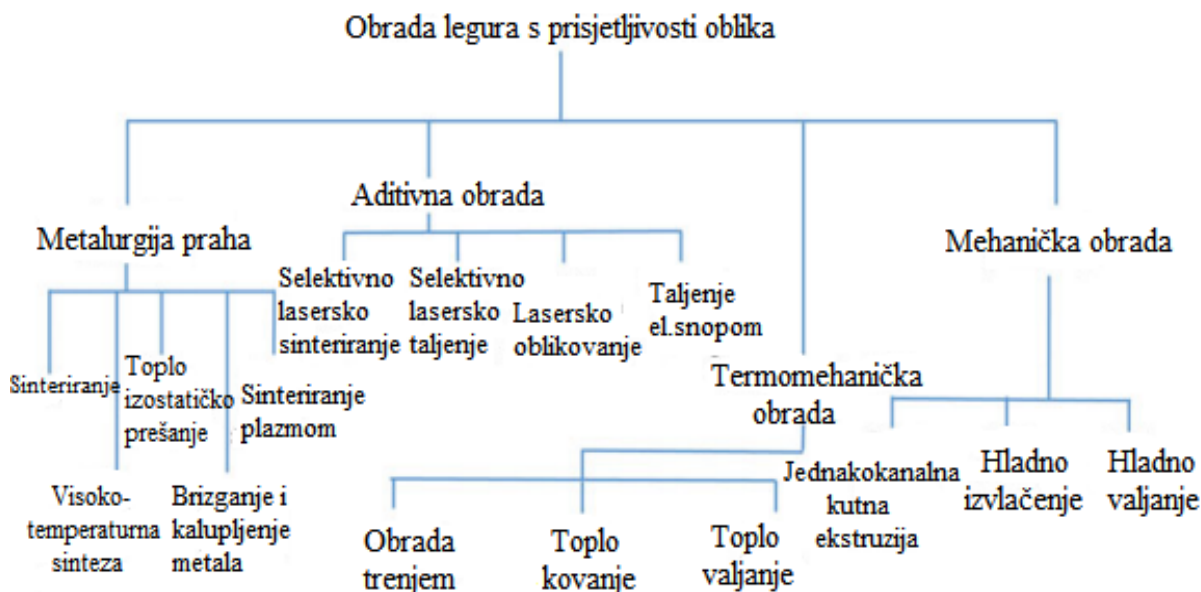 Obrada legura s prisjetljivosti oblika
Metalurgija praha
Aditivna obrada
Termomehanička
obrada
Mehanička obrada
Sinteriranje
Visoko-
temperaturna
sinteza
Toplo
izostatičko
prešanje
Brizganje i
kalupljenje
metala
Sinteriranje
plazmom
Selektivno
lasersko
sinteriranje
Selektivno
lasersko
taljenje
Lasersko
oblikovanje
Taljenje
el.snopom
Obrada
trenjem
Toplo
kovanje
Toplo
valjanje
Jednakokanalna
kutna
ekstruzija
Hladno
izvlačenje
Hladno
valjanje